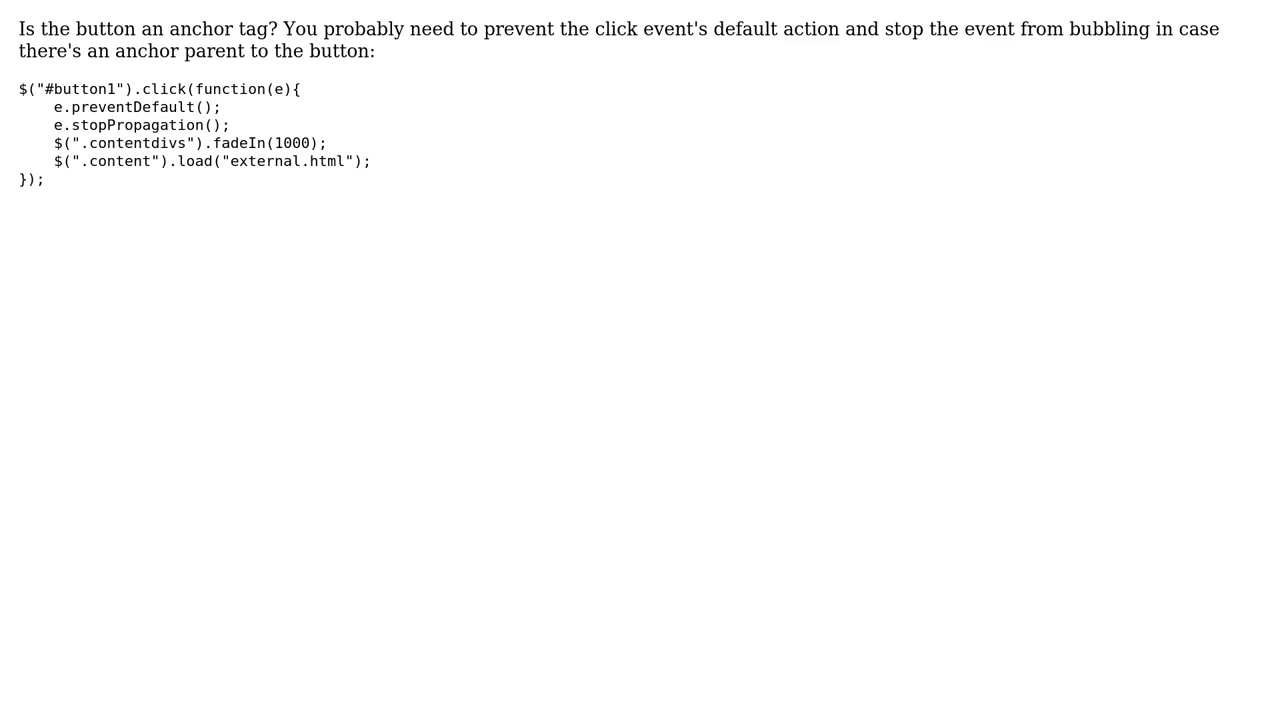 Is the button an anchor tag? You probably need to prevent the click event's default action and stop the event from bubbling in case
there's an anchor parent to the button:
$("#button1").click(function(e){
    e.preventDefault();
    e.stopPropagation();
    $(".contentdivs").fadeIn(1000);
    $(".content").load("external.html");
});